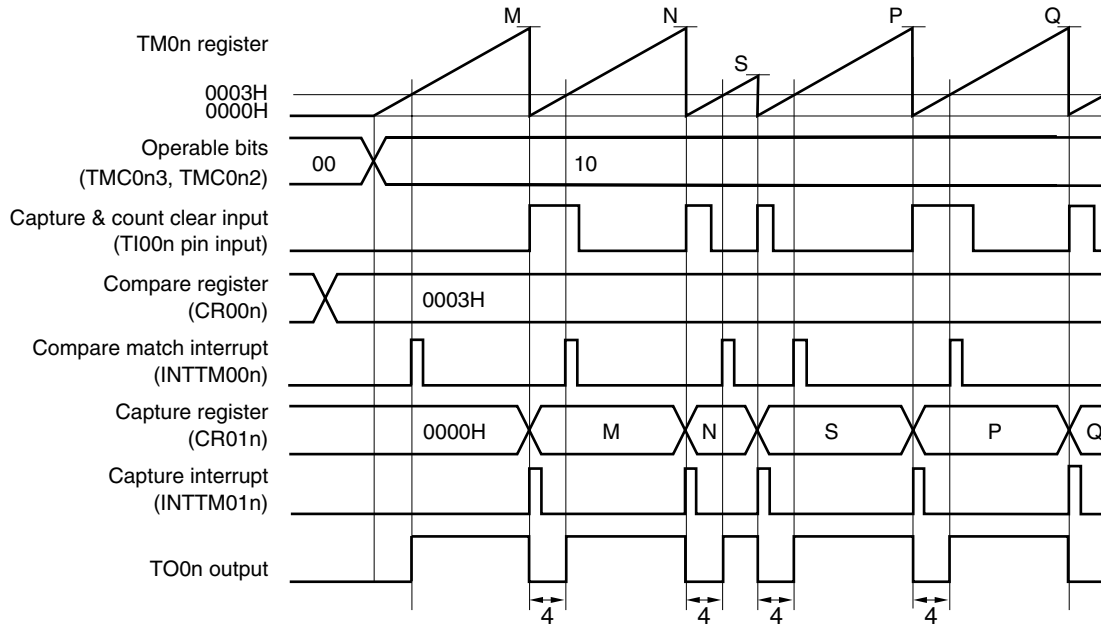 M N P Q
TM0n register
S
0003H
0000H
Operable bits
(TMC0n3, TMC0n2)
00 10
Capture & count clear input
(TI00n pin input)
Compare register
(CR00n)
0003H
Compare match interrupt
(INTTM00n)
Capture register
(CR01n)
0000H M N S P Q
Capture interrupt
(INTTM01n)
TO0n output
4 4 4 4